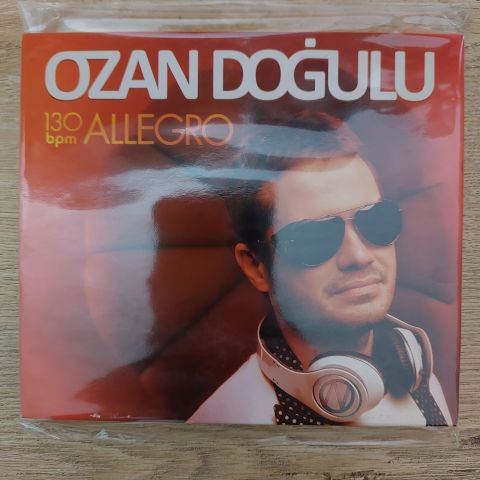 OZAN DOĞULU
130
bpm ALLEGRO